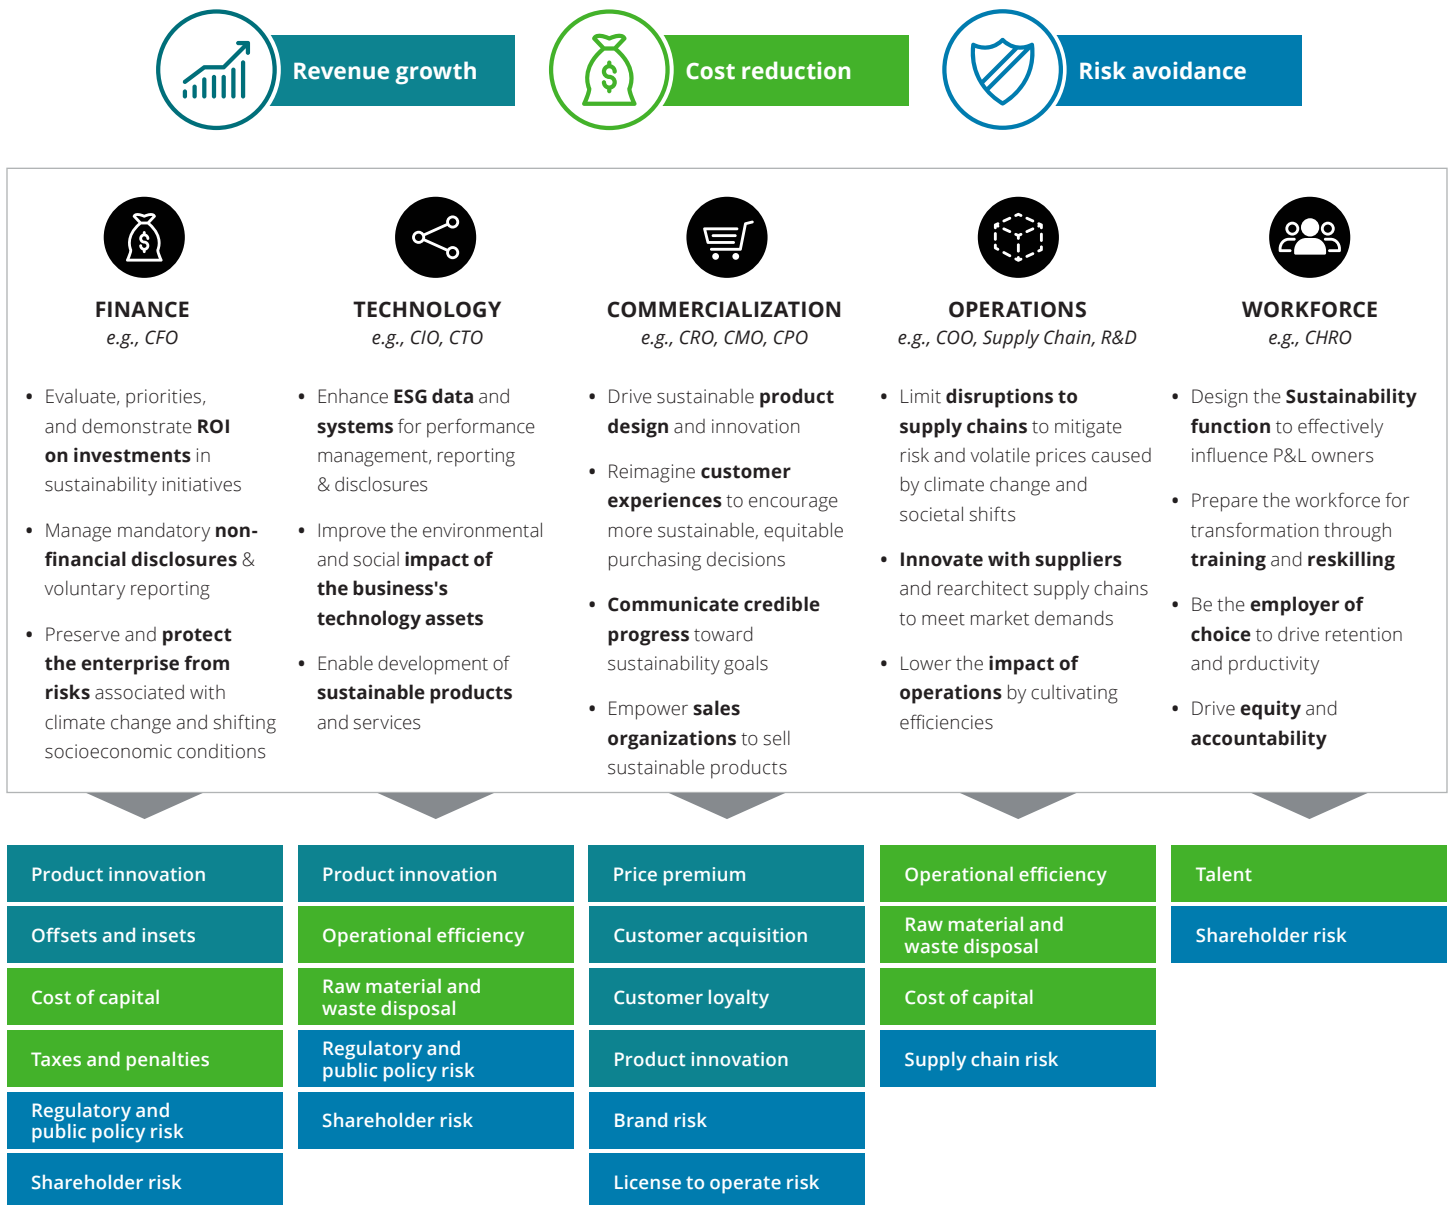 Revenue growth
Cost reduction
Risk avoidance
FINANCE
e.g., CFO
• Evaluate, priorities,
and demonstrate ROI
on investments in
sustainability initiatives
• Manage mandatory non-
financial disclosures &
voluntary reporting
• Preserve and protect
the enterprise from
risks associated with
climate change and shifting
socioeconomic conditions
TECHNOLOGY
e.g., CIO, CTO
• Enhance ESG data and
systems for performance
management, reporting
& disclosures
• Improve the environmental
and social impact of
the business's
technology assets
• Enable development of
sustainable products
and services
COMMERCIALIZATION
e.g., CRO, CMO, CPO
• Drive sustainable product
design and innovation
• Reimagine customer
experiences to encourage
more sustainable, equitable
purchasing decisions
• Communicate credible
progress toward
sustainability goals
• Empower sales
organizations to sell
sustainable products
OPERATIONS
e.g., COO, Supply Chain, R&D
• Limit disruptions to
supply chains to mitigate
risk and volatile prices caused
by climate change and
societal shifts
• Innovate with suppliers
and rearchitect supply chains
to meet market demands
• Lower the impact of
operations by cultivating
efficiencies
WORKFORCE
e.g., CHRO
• Design the Sustainability
function to effectively
influence P&L owners
• Prepare the workforce for
transformation through
training and reskilling
• Be the employer of
choice to drive retention
and prductivity
• Drive equity and
accountability
Product innovation
Offsets and insets
Cost of capital
Taxes and penalties
Regulatory and
public policy risk
Shareholder risk
Product innovation
Operational efficiency
Raw material and
waste disposal
Regulatory and
public policy risk
Shareholder risk
Price premium
Customer acquisition
Customer loyalty
Product innovation
Brand risk
License to operate risk
Operational efficiency
Raw material and
waste disposal
Cost of capital
Supply chain risk
Talent
Shareholder risk